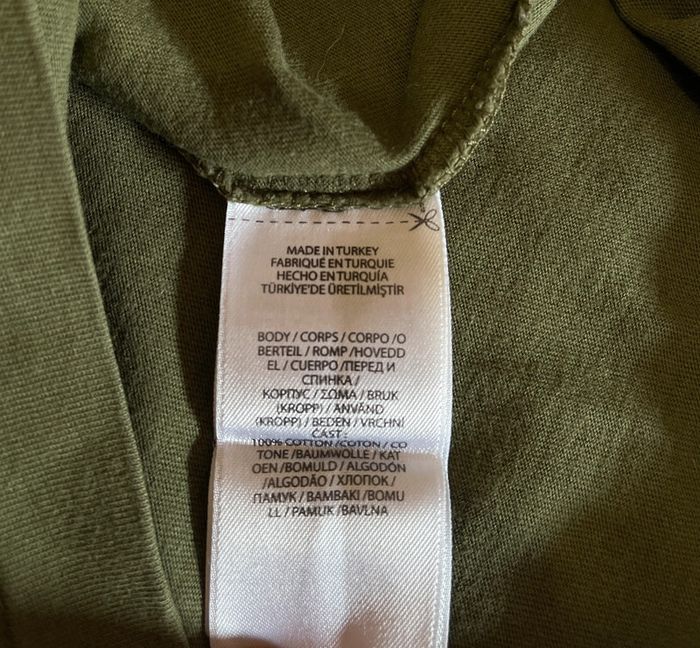 MADE IN TURKEY
FABRIQUÉ EN TURQUIE
HECHO EN TURQUÍA
TÜRKİYE'DE ÜRETİLMİŞTİR
BODY / CORPS / CORPO /O
BERTEIL / ROMP /HOVEDD
EL / CUERPO /ПЕРЕД И
СПИНКА /
КОРПУС / ΣΩΜΑ / BRUK
(KROPP) / ANVÄND
(KROPP) / BEDEN / VRCHNÍ
CAST :
100% COTTON /COTON / CO
TONE /BAUMWOLLE / KAT
OEN /BOMULD / ALGODÓN
/ALGODÃO / ХЛОПОК /
ПАМУК / BAMBAKI /BOMU
LL / PAMUK /BAVLNA